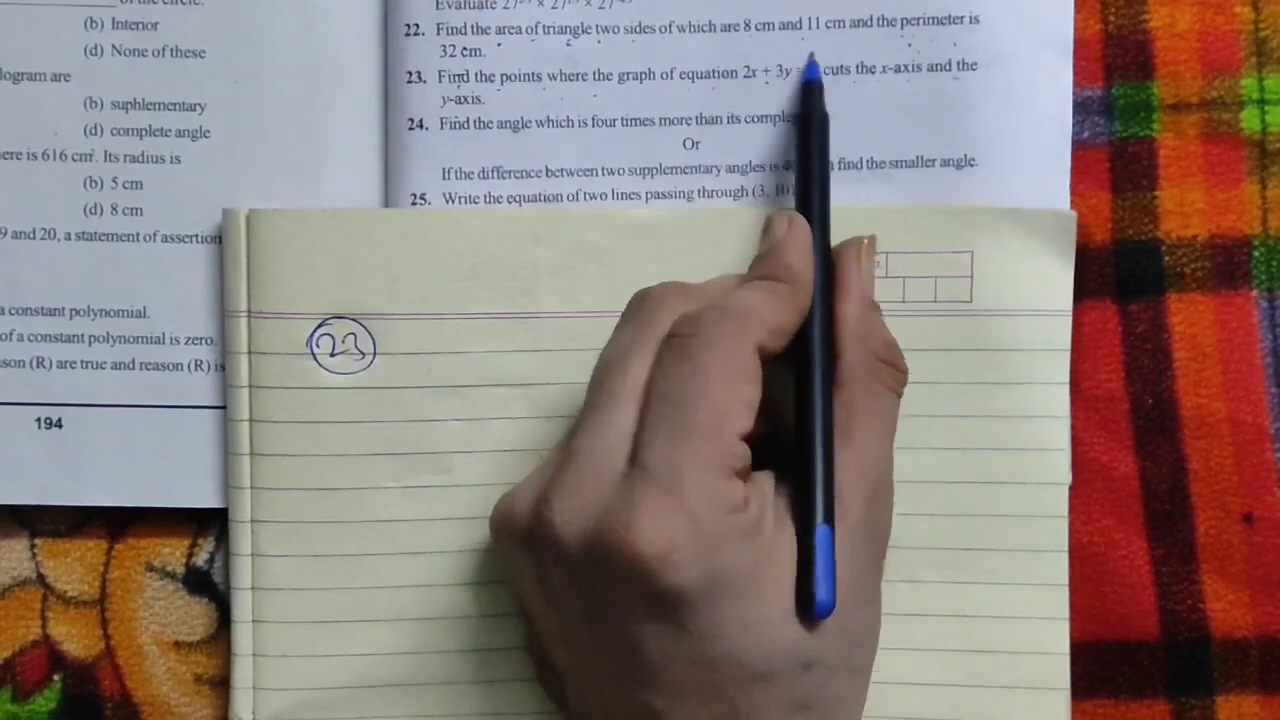 (b) Interior
(d) None of these
logram are
(b) suphlementary
(d) complete angle
ere is 616 cm². Its radius is
(b) 5 cm
(d) 8 cm
9 and 20, a statement of assertion
a constant polynomial.
of a constant polynomial is zero.
son (R) are true and reason (R) is
194
Evaluate
22. Find the area of triangle two sides of which are 8 cm and 11 cm and the perimeter is
32 cm.
23. Find the points where the graph of equation 2x + 3y = cuts the x-axis and the
y-axis.
24. Find the angle which is four times more than its
Or
If the difference between two supplementary angles is find the smaller angle.
25. Write the equation of two lines passing through (3,
23